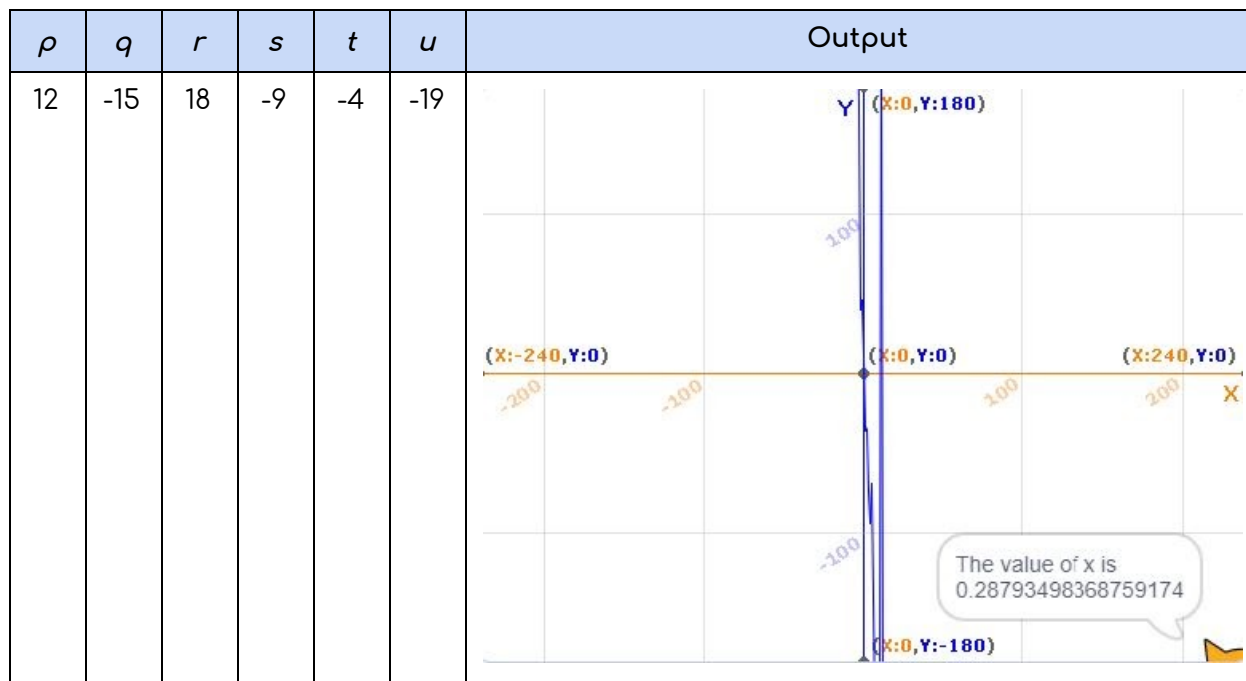 p q r s t u Output
12 -15 18 -9 -4 -19
Y (X:0,Y:180)
100
(X:-240,Y:0) (X:0,Y:0) (X:240,Y:0)
-200 -100 100 200 X
-100
The value of x is
0.28793498368759174
(X:0,Y:-180)